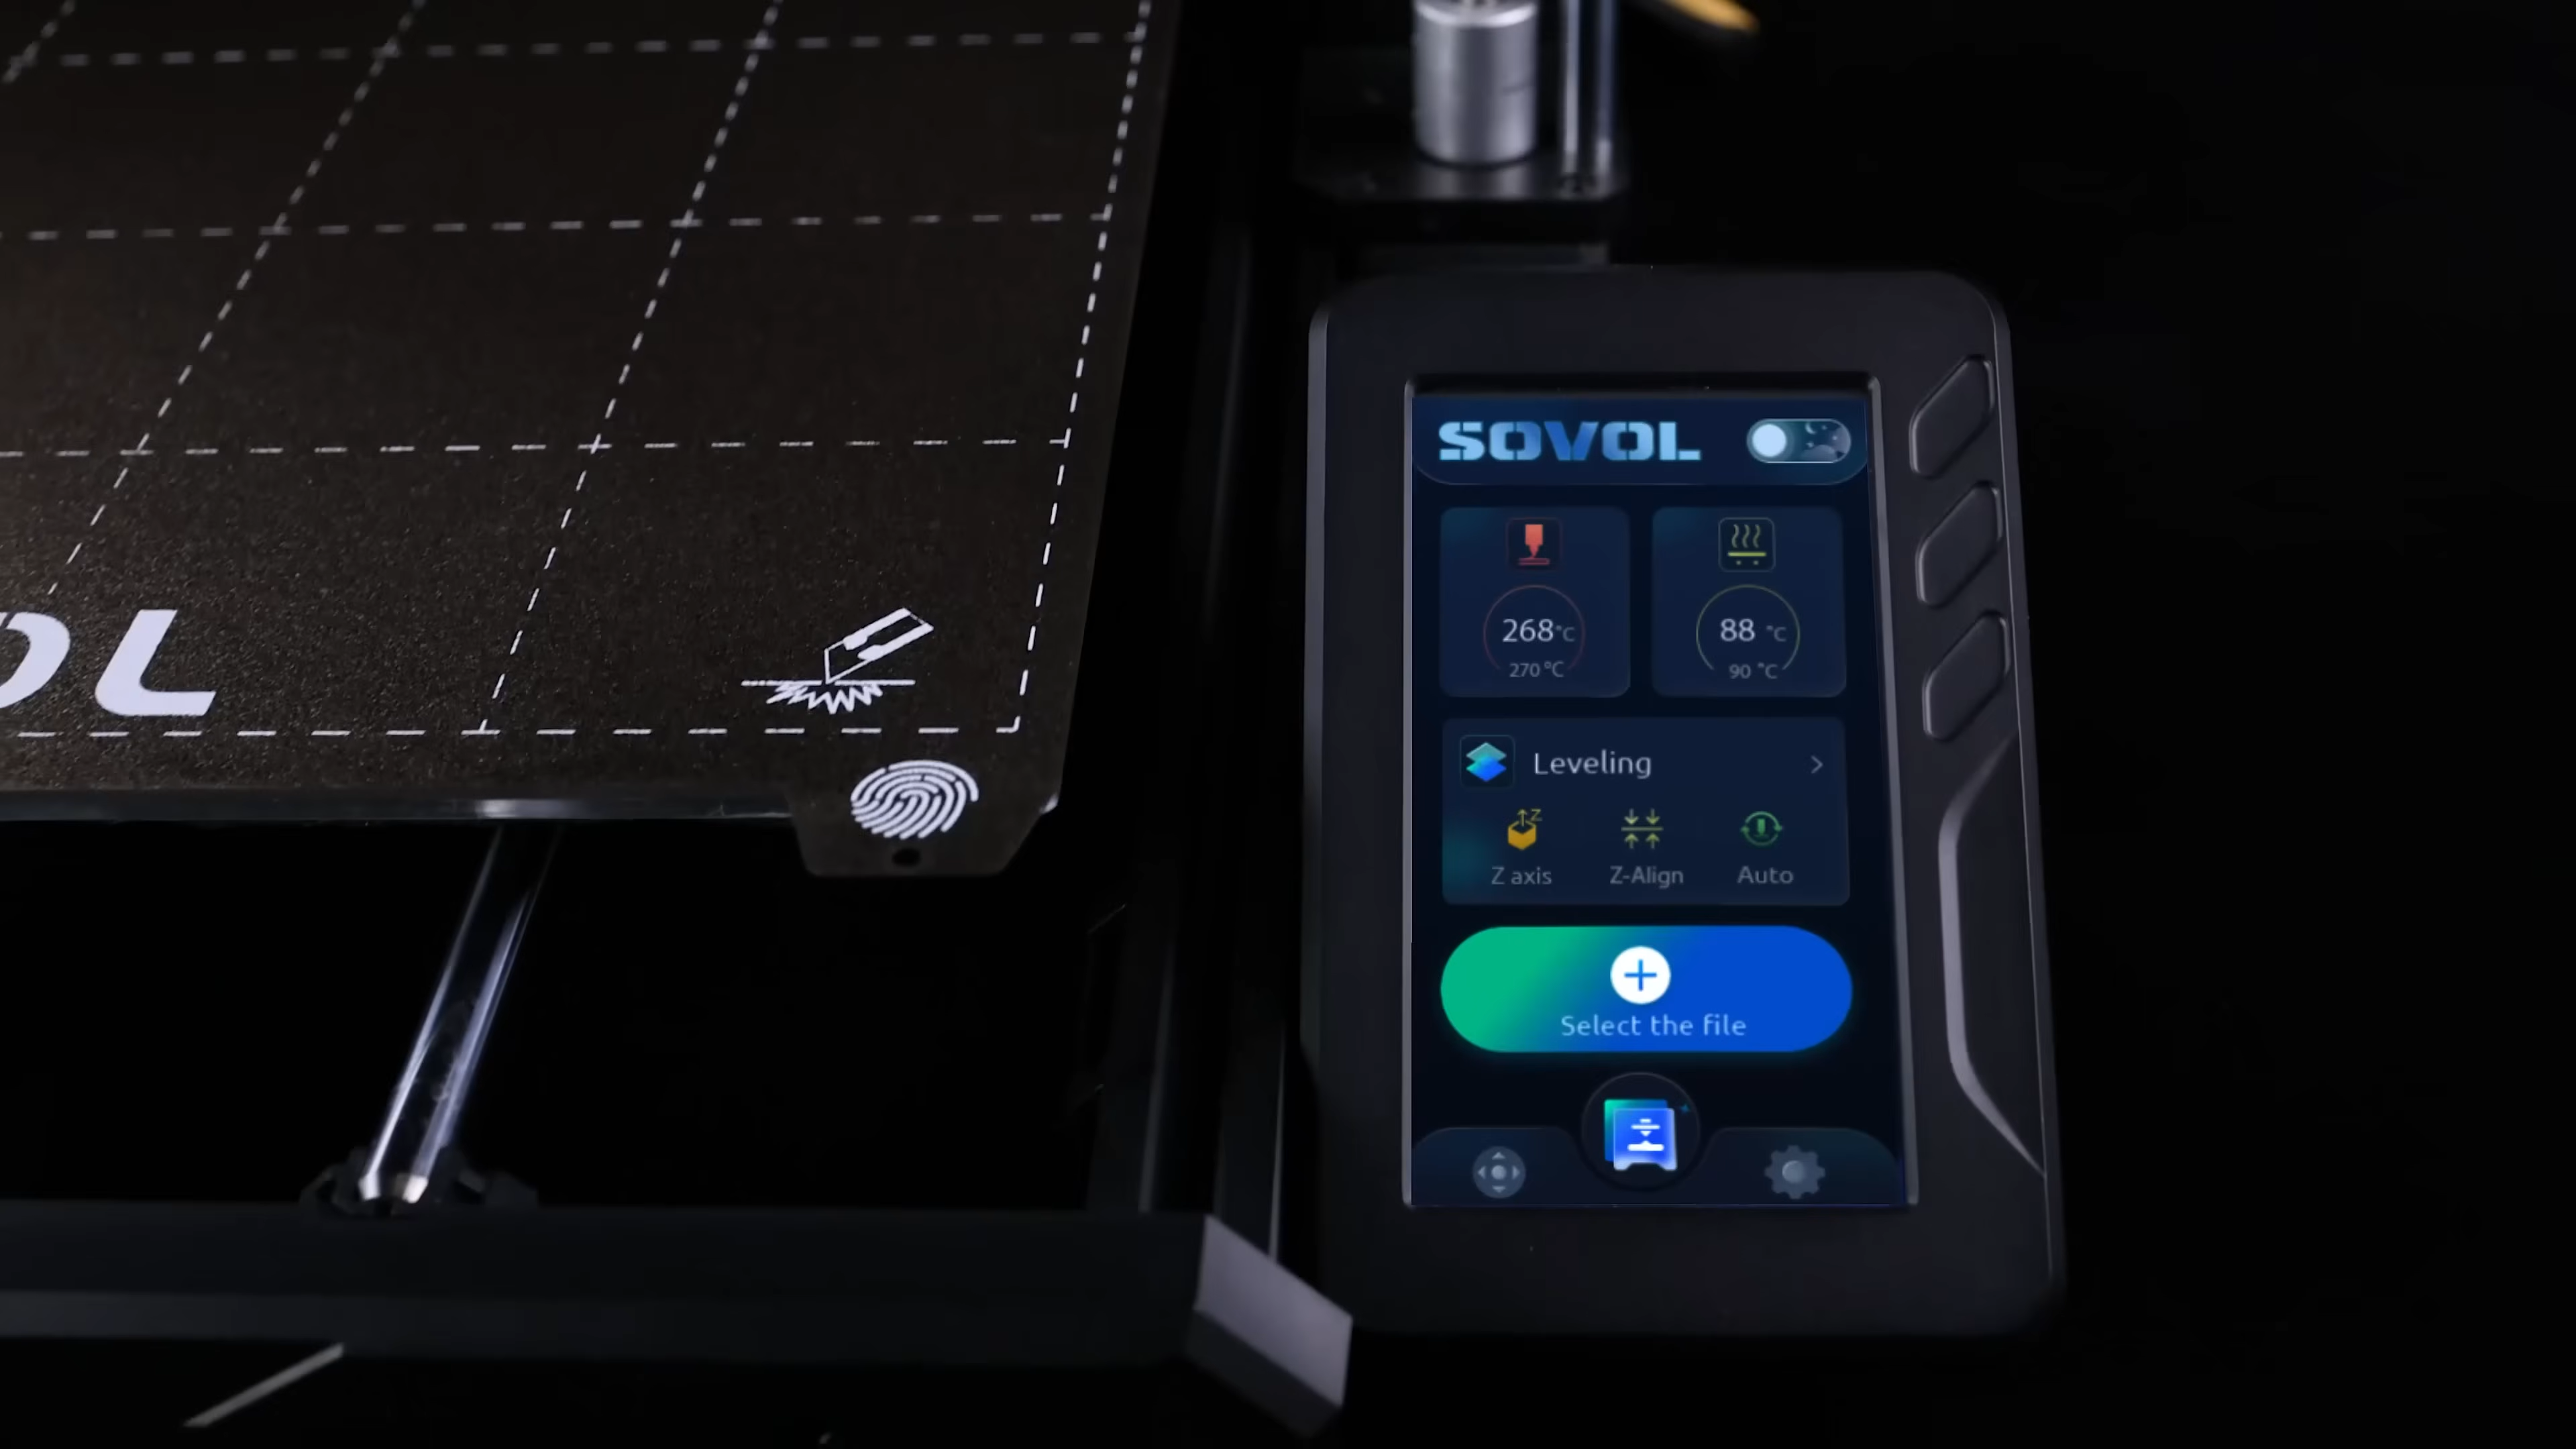 OL
SOVOL
268°C
270°C
88 °C
90 °C
Leveling
Z
Z axis
Z-Align
Auto
Select the file